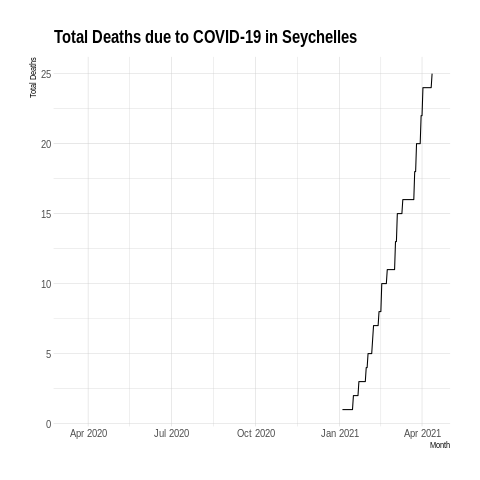 Total Deaths due to COVID-19 in Seychelles
Total Deaths
25
20
15
10
5
0
Apr 2020 Jul 2020 Oct 2020 Jan 2021 Apr 2021
Month